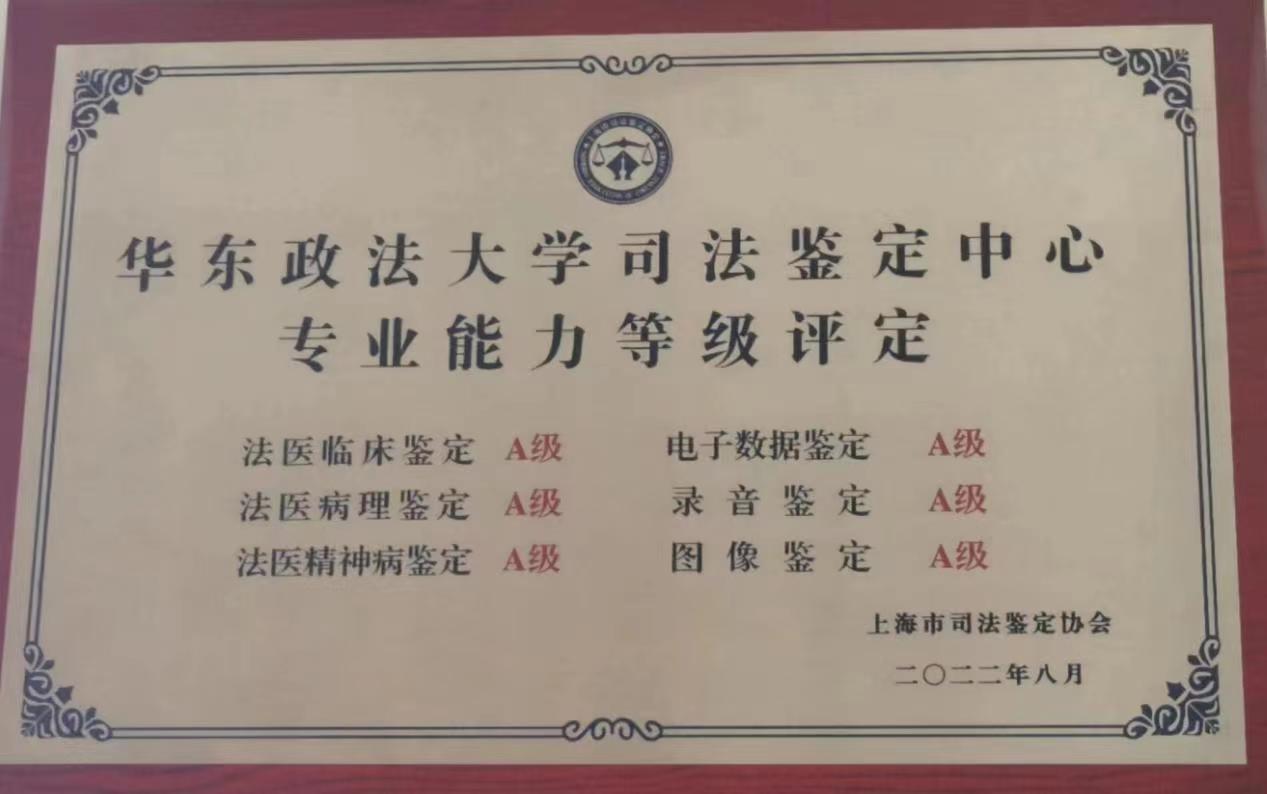 华东政法大学司法鉴定中心
专业能力等级评定
法医临床鉴定 A级 电子数据鉴定 A级
法医病理鉴定 A级 录音鉴定 A级
法医精神病鉴定 A级 图像鉴定 A级
上海市司法鉴定协会
二〇二二年八月